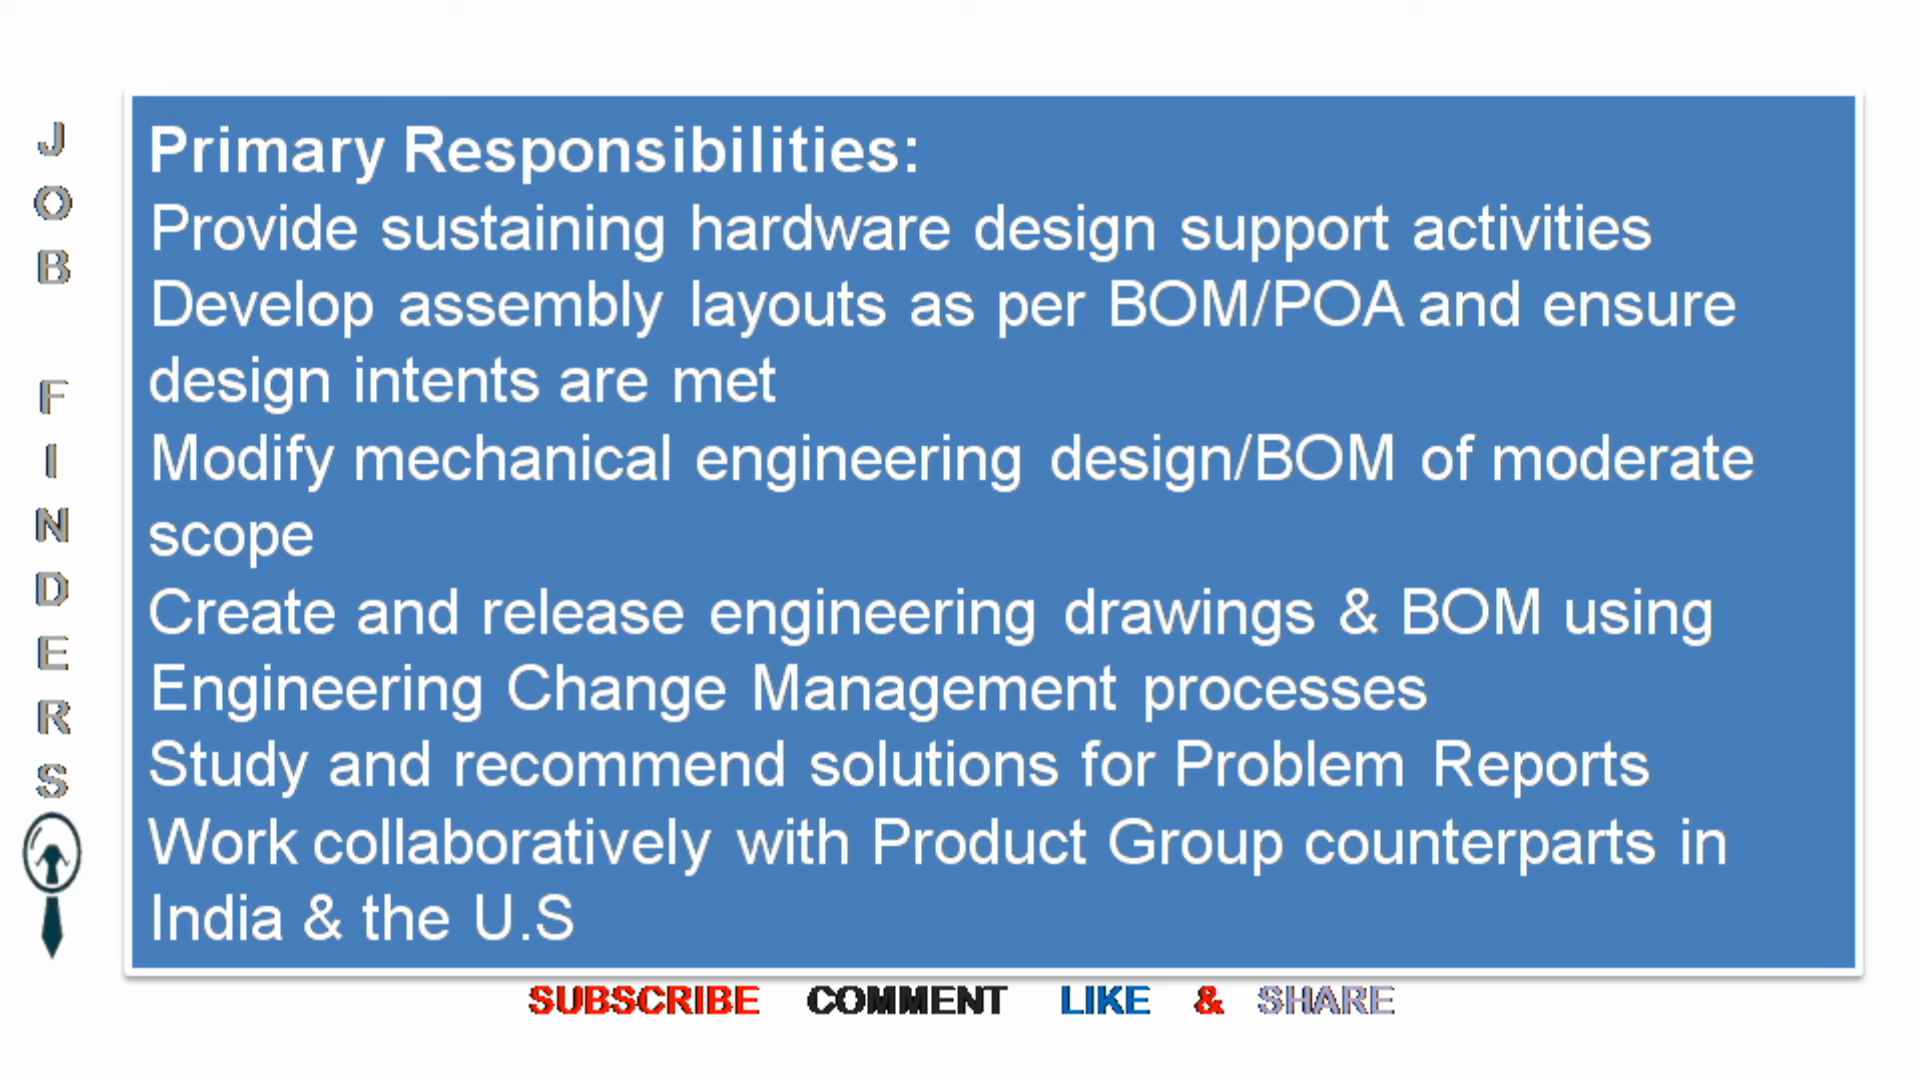 JOB FINDERS
Primary Responsibilities:
Provide sustaining hardware design support activities
Develop assembly layouts as per BOM/POA and ensure
design intents are met
Modify mechanical engineering design/BOM of moderate
scope
Create and release engineering drawings & BOM using
Engineering Change Management processes
Study and recommend solutions for Problem Reports
Work collaboratively with Product Group counterparts in
India & the U.S
SUBSCRIBE COMMENT LIKE & SHARE